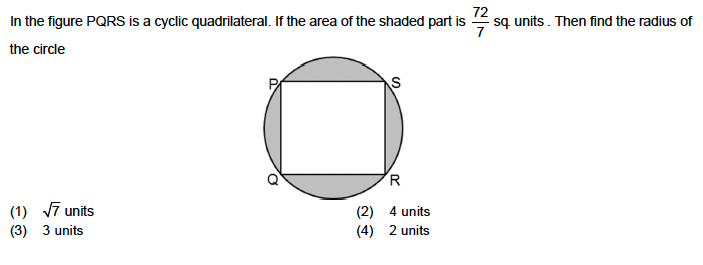 In the figure PQRS is a cyclic quadrilateral. If the area of the shaded part is 72/7 sq. units . Then find the radius of
the circle
P S
Q R
(1) √7 units (2) 4 units
(3) 3 units (4) 2 units